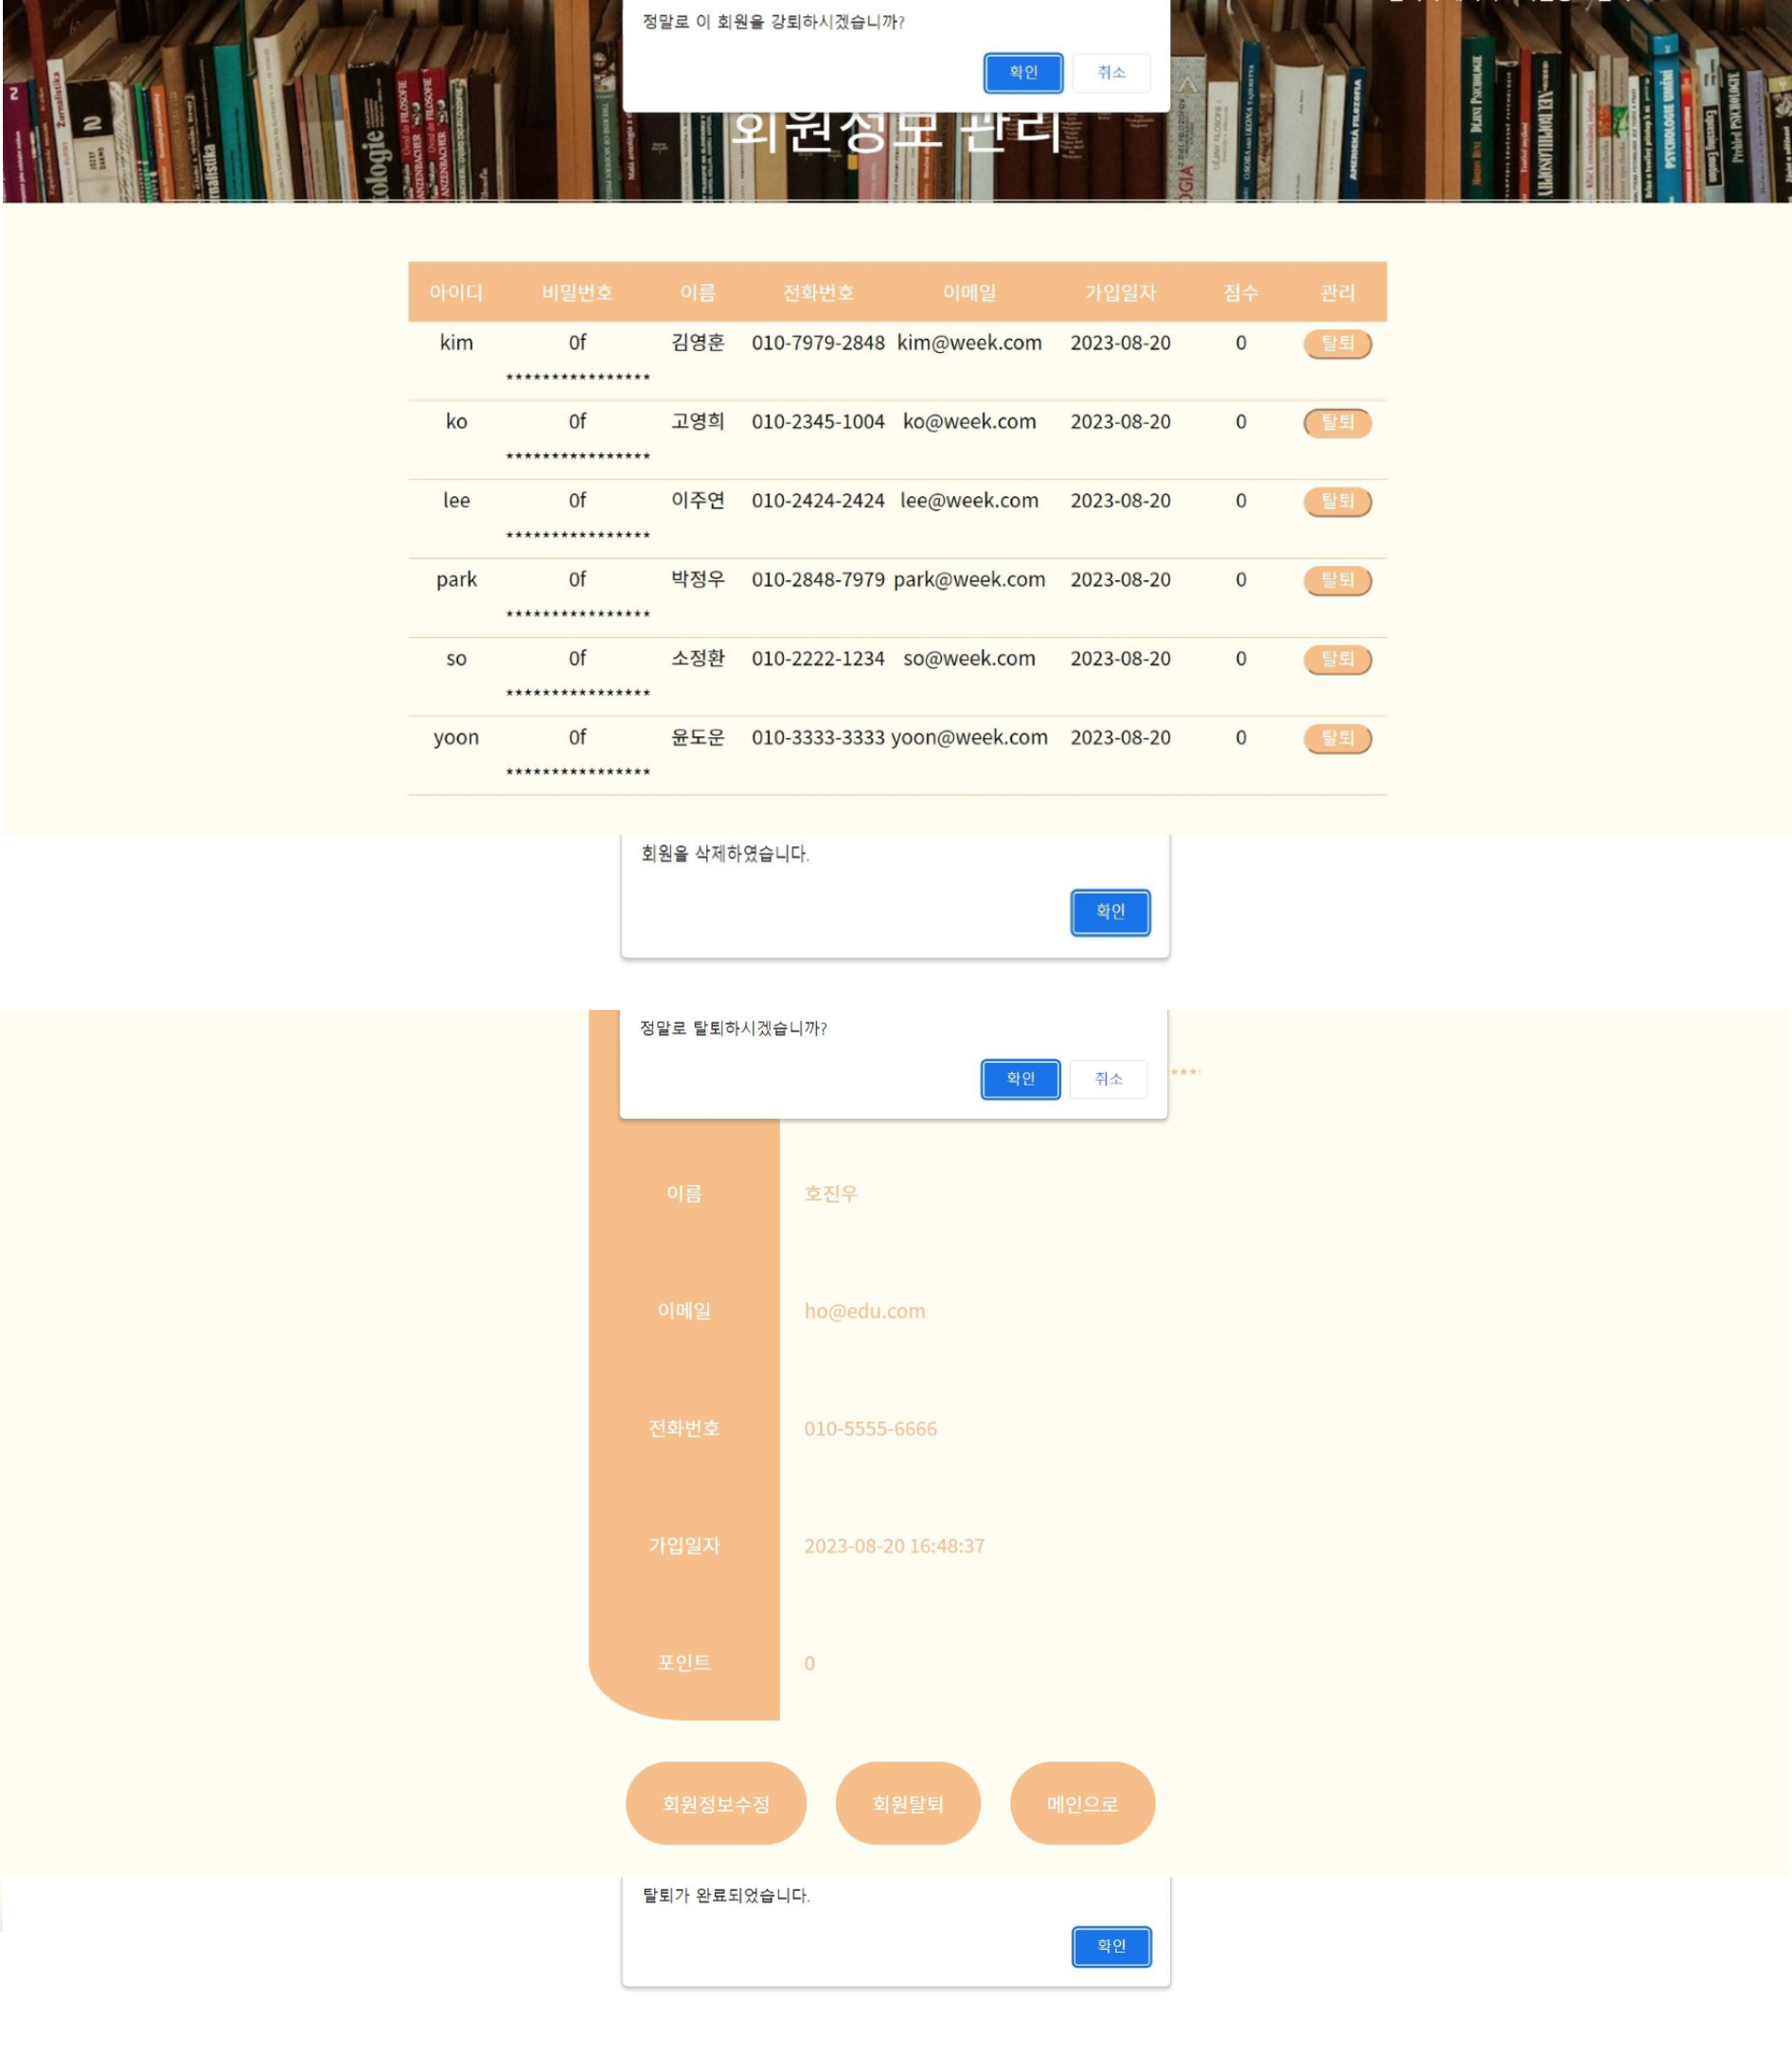 정말로 이 회원을 강퇴하시겠습니까?
확인 취소
회원정보 관리
아이디 비밀번호 이름 전화번호 이메일 가입일자 점수 관리
kim 0f 김영훈 010-7979-2848 kim@week.com 2023-08-20 0 탈퇴
****************
ko 0f 고영희 010-2345-1004 ko@week.com 2023-08-20 0 탈퇴
****************
lee 0f 이주연 010-2424-2424 lee@week.com 2023-08-20 0 탈퇴
****************
park 0f 박정우 010-2848-7979 park@week.com 2023-08-20 0 탈퇴
****************
so 0f 소정환 010-2222-1234 so@week.com 2023-08-20 0 탈퇴
****************
yoon 0f 윤도운 010-3333-3333 yoon@week.com 2023-08-20 0 탈퇴
****************
회원을 삭제하였습니다.
확인
정말로 탈퇴하시겠습니까?
확인 취소
***
이름 호진우
이메일 ho@edu.com
전화번호 010-5555-6666
가입일자 2023-08-20 16:48:37
포인트 0
회원정보수정 회원탈퇴 메인으로
탈퇴가 완료되었습니다.
확인